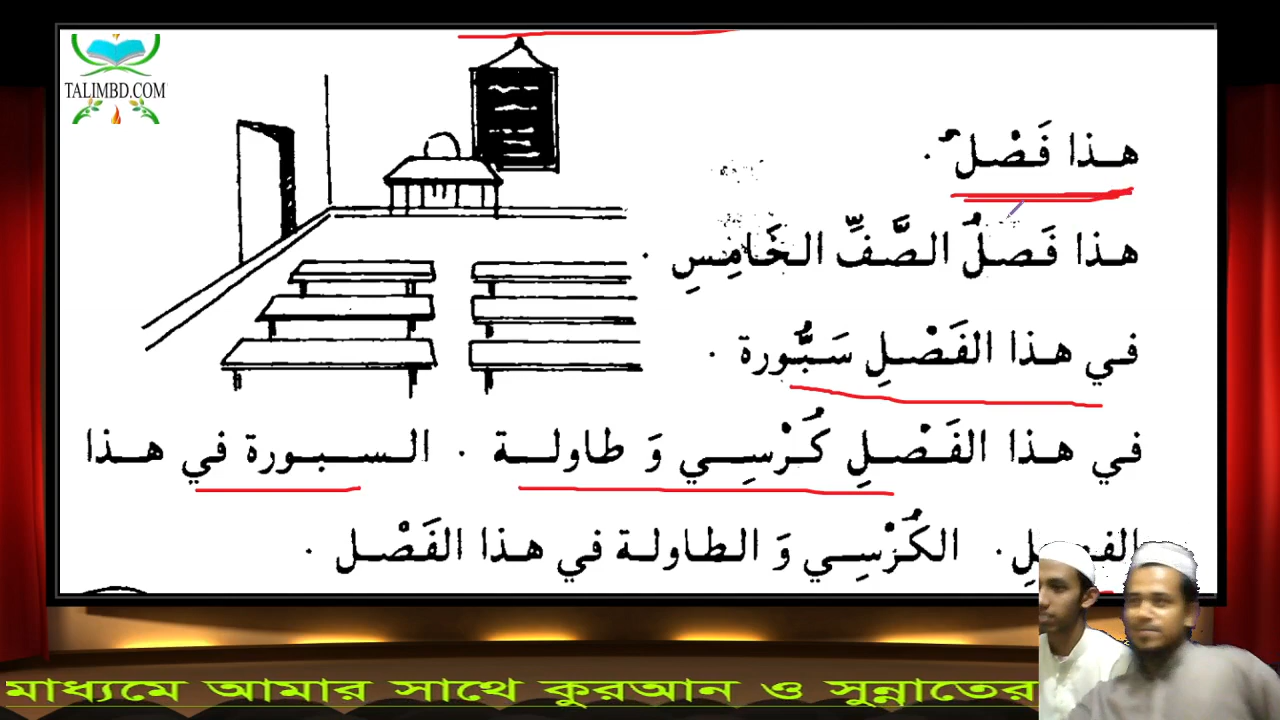 TALIMBD.COM
هذا فَصْلٌ .
هذا فَصلُ الصَّفِّ الخَامِسِ .
في هذا الفَصْلِ سَبُّورة .
في هذا الفَصْلِ كُرْسِي وَ طاولة . السبورة في هذا
الفصلِ . الكُرْسِي وَ الطاولة في هذا الفَصْل .
মাধ্যমে আমার সাথে কুরআন ও সুন্নাতের